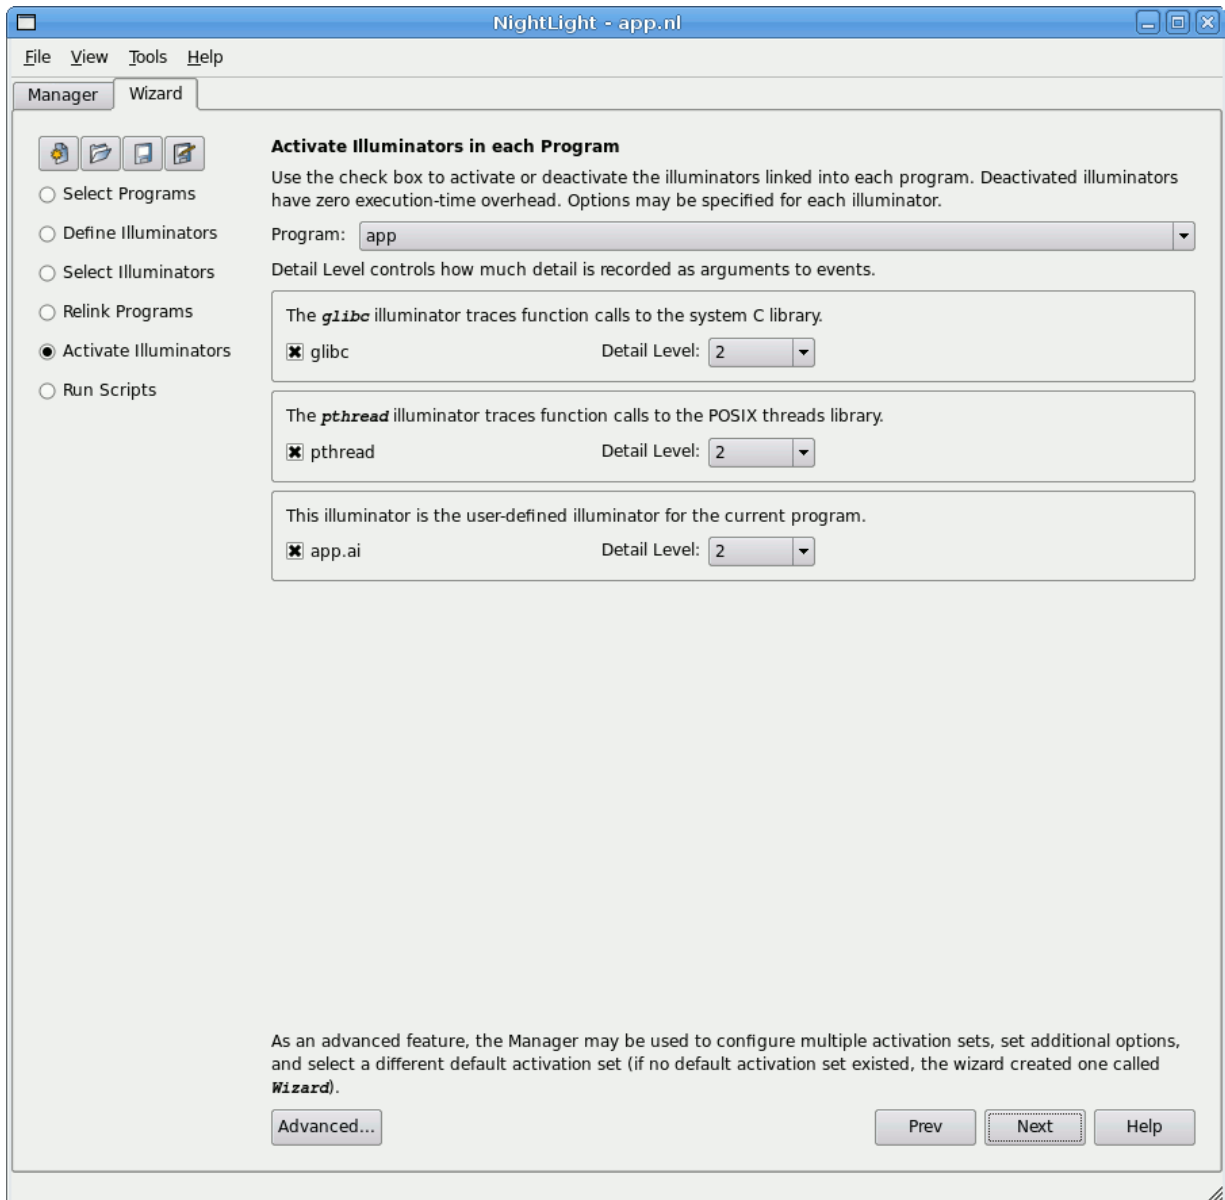 NightLight - app.nl
File View Tools Help
Manager Wizard
Activate Illuminators in each Program
Use the check box to activate or deactivate the illuminators linked into each program. Deactivated illuminators
have zero execution-time overhead. Options may be specified for each illuminator.
Select Programs
Define Illuminators
Select Illuminators
Relink Programs
Activate Illuminators
Run Scripts
Program: app
Detail Level controls how much detail is recorded as arguments to events.
The glibc illuminator traces function calls to the system C library.
glibc Detail Level: 2
The pthread illuminator traces function calls to the POSIX threads library.
pthread Detail Level: 2
This illuminator is the user-defined illuminator for the current program.
app.ai Detail Level: 2
As an advanced feature, the Manager may be used to configure multiple activation sets, set additional options,
and select a different default activation set (if no default activation set existed, the wizard created one called
Wizard).
Advanced... Prev Next Help